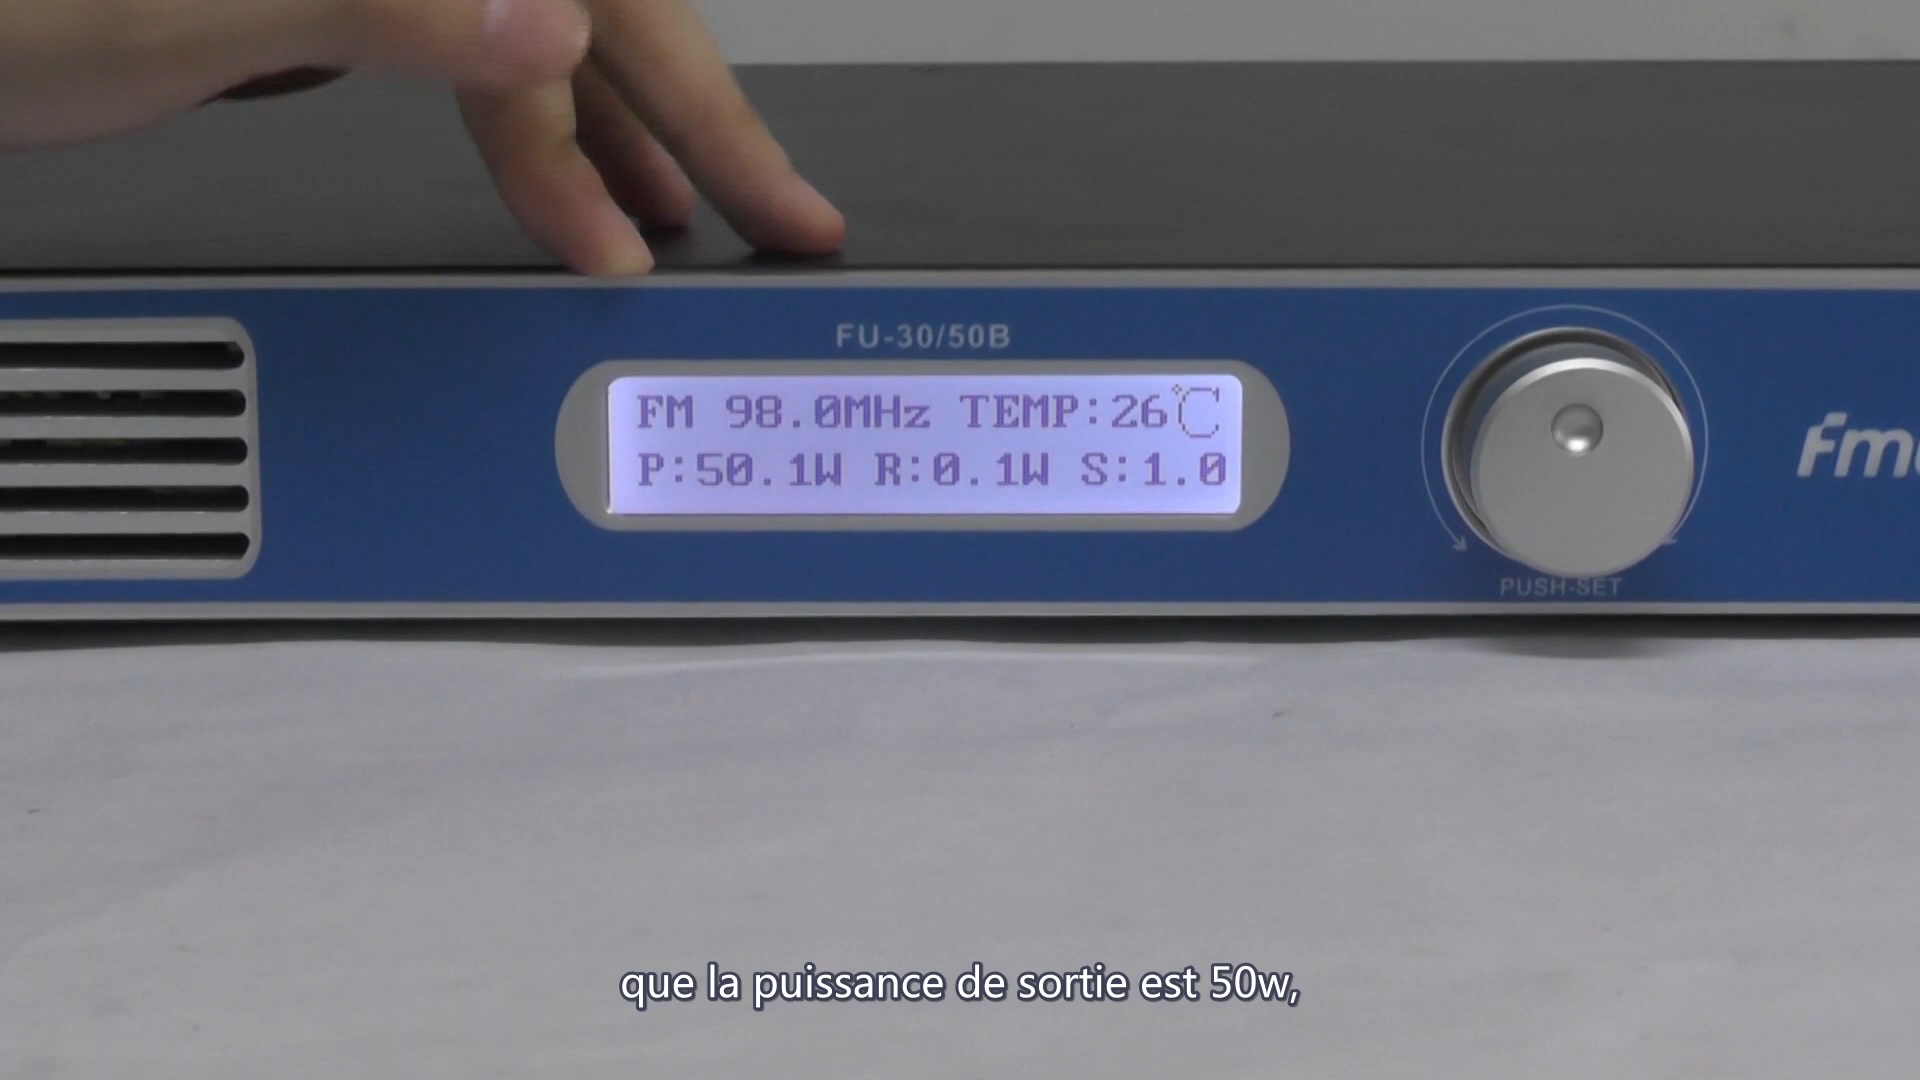 FU-30/50B
FM 98.0MHz TEMP:26℃
P:50.1W R:0.1W S:1.0
PUSH-SET
que la puissance de sortie est 50w,